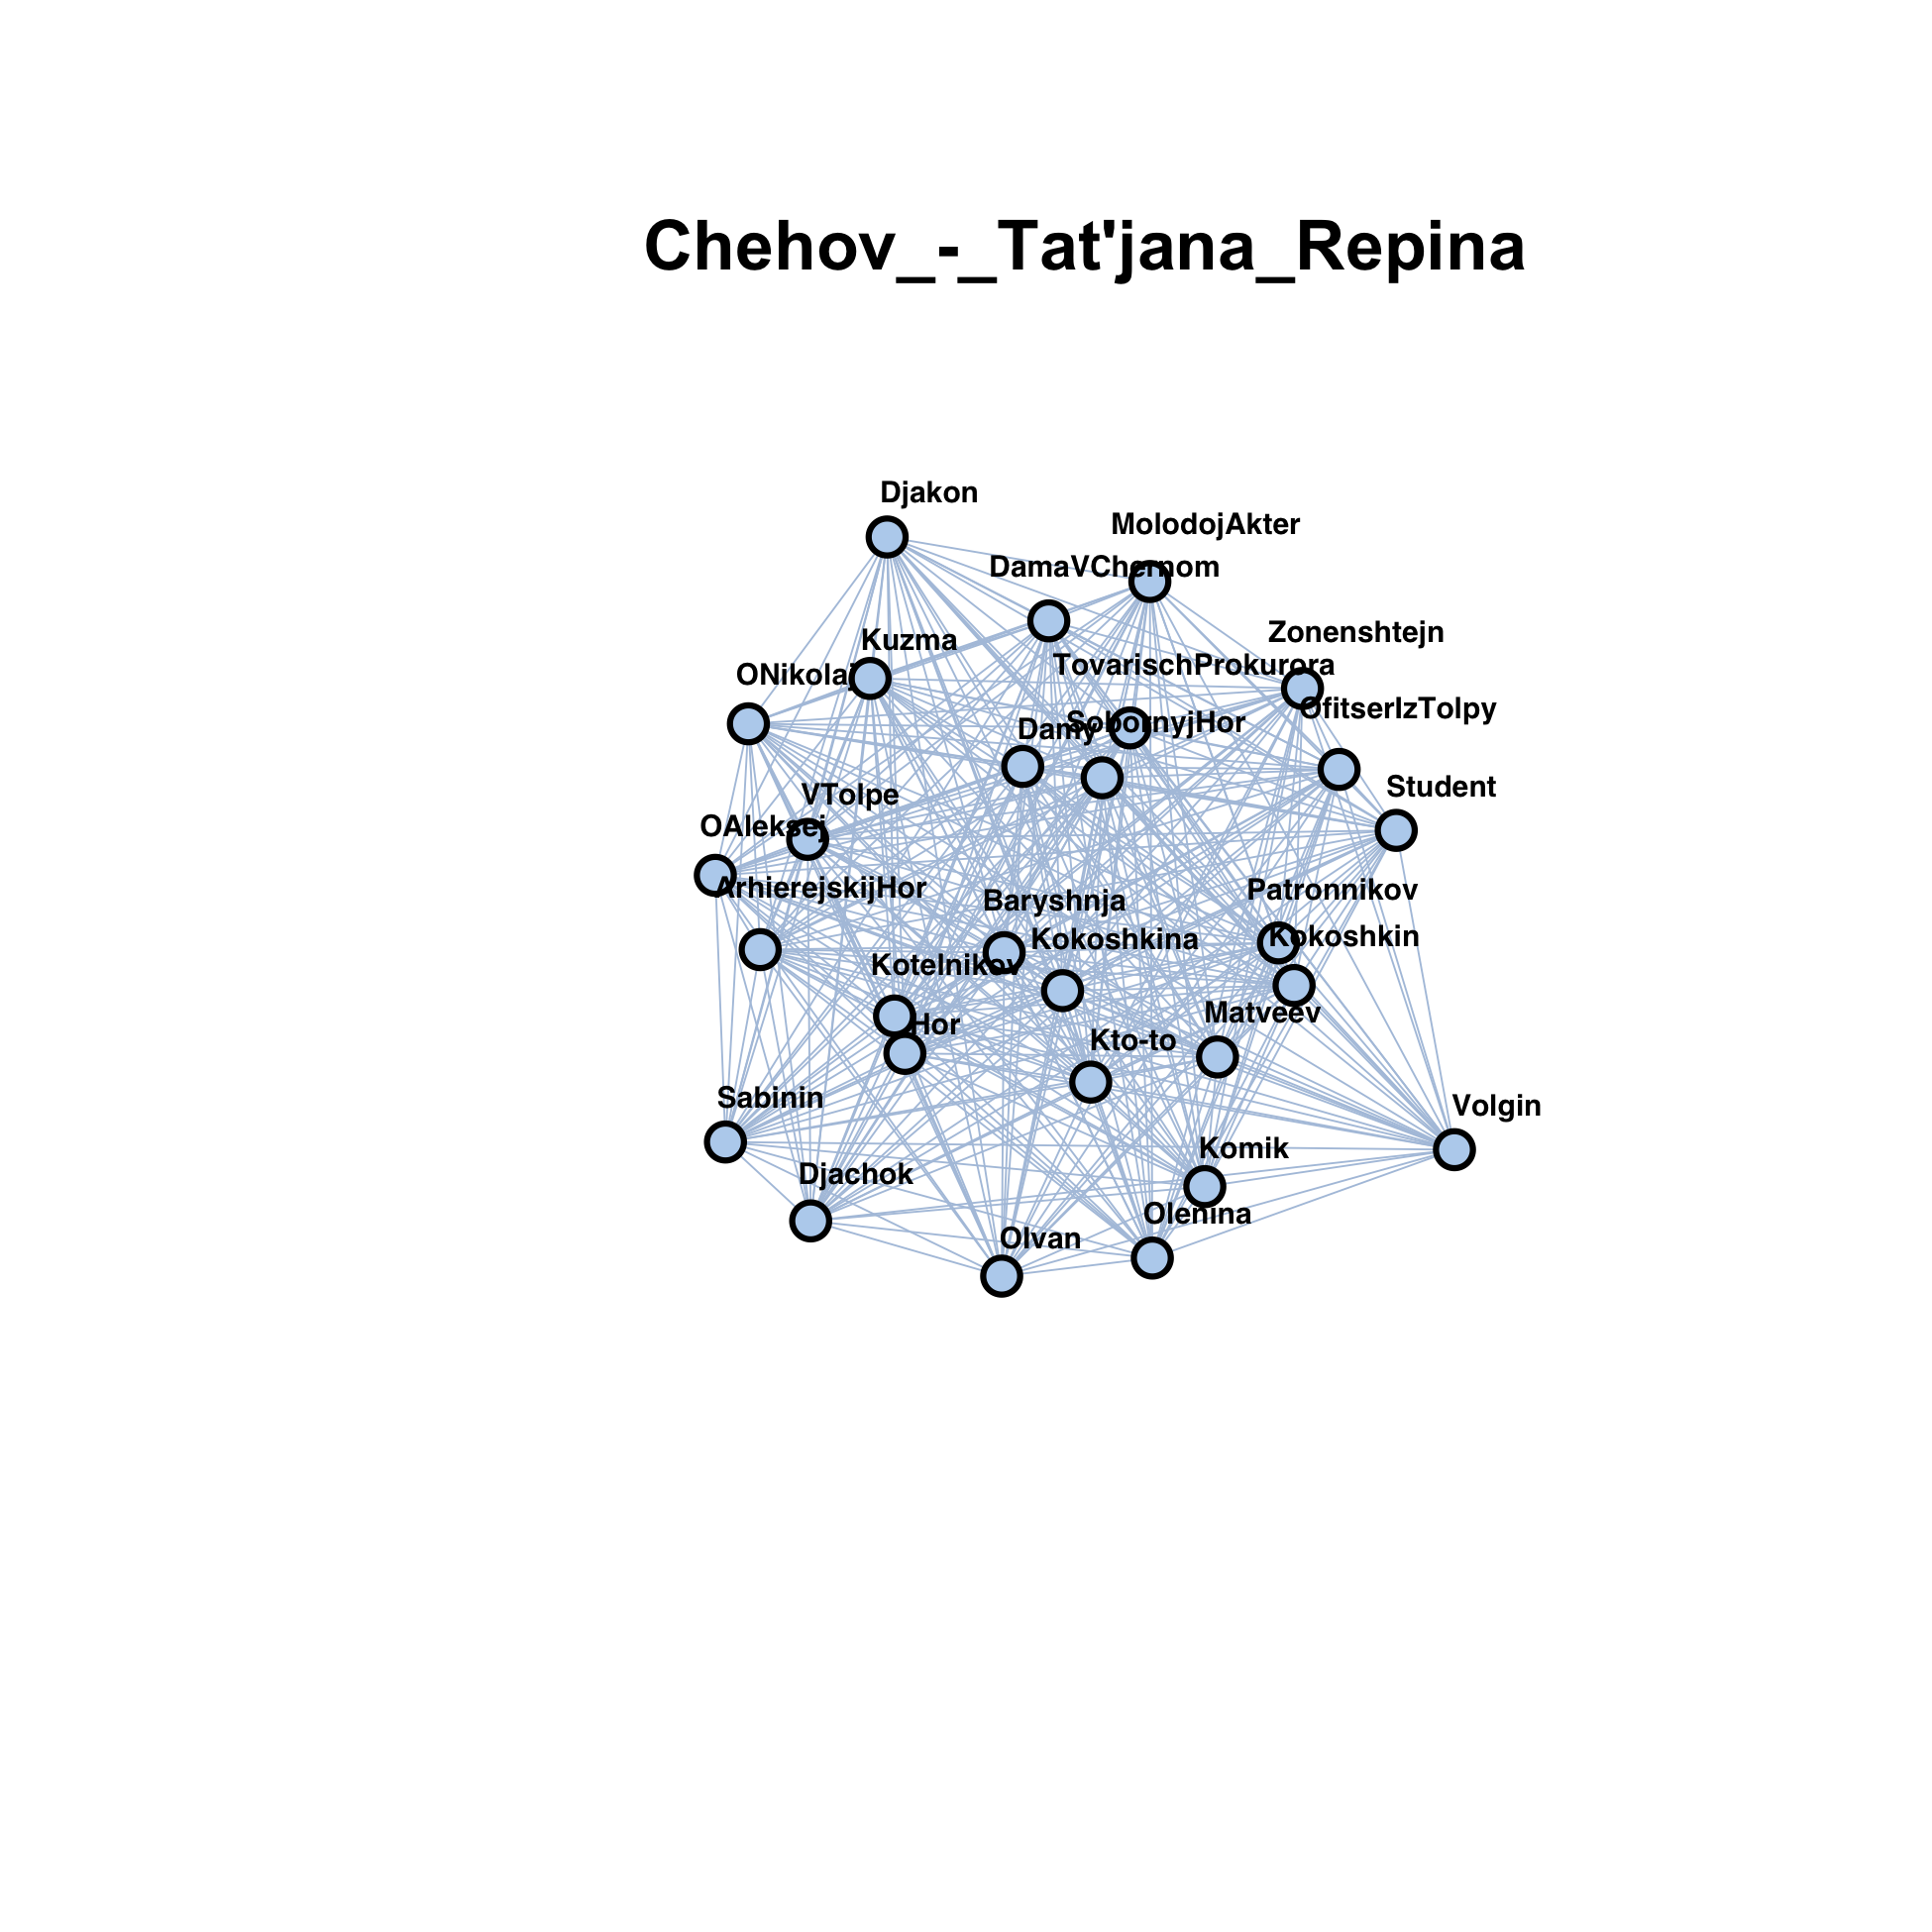 Chehov_-_Tat'jana_Repina
Djakon
MolodojAkter
DamaVChernom
Zonenshtejn
Kuzma
TovarischProkurora
ONikolaj
OfitserIzTolpy
SobornyjHor
Damy
Student
VTolpe
OAleksej
ArhierejskijHor
Patronnikov
Baryshnja
Kokoshkin
Kokoshkina
Kotelnikov
Matveev
Hor
Kto-to
Sabinin
Volgin
Komik
Djachok
Olenina
OIvan